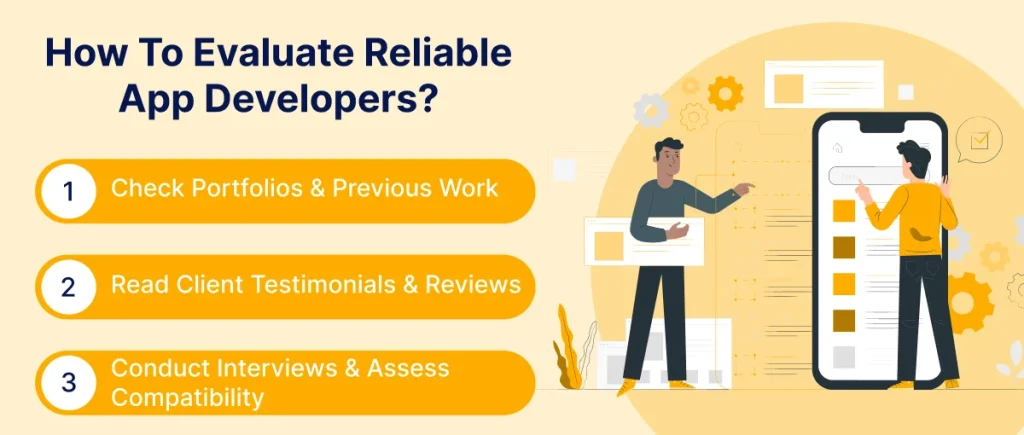 How To Evaluate Reliable
App Developers?
1
Check Portfolios & Previous Work
2
Read Client Testimonials & Reviews
3
Conduct Interviews & Assess
Compatibility